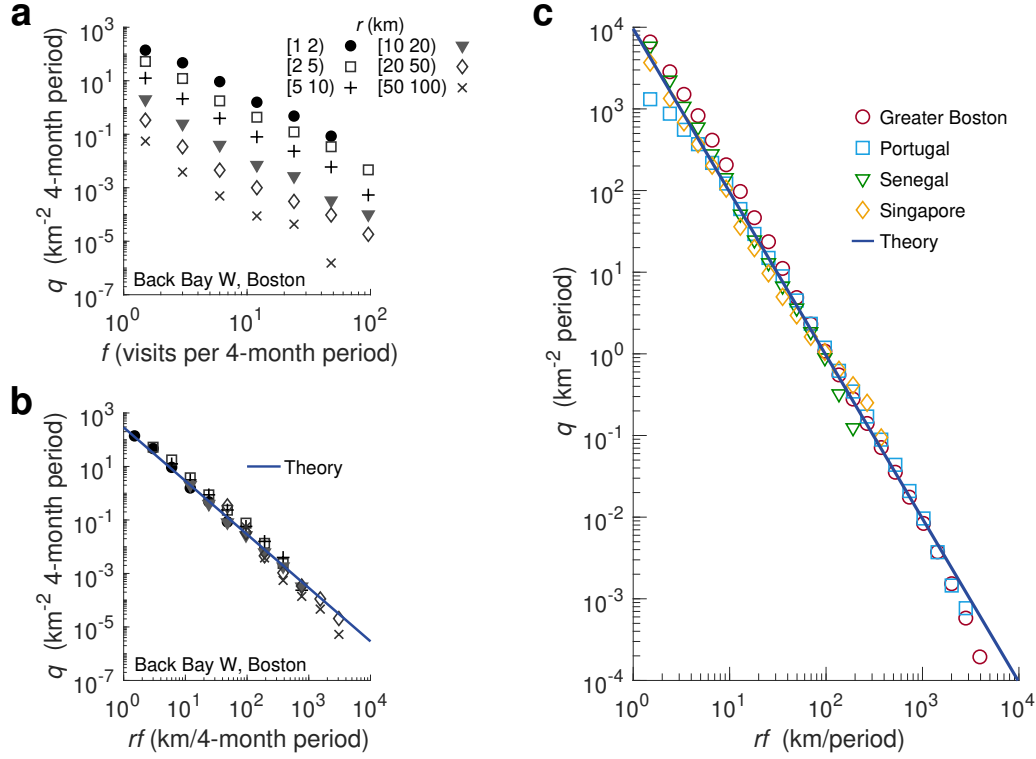 a
q (km⁻² 4-month period)
10³
10¹
10⁻¹
10⁻³
10⁻⁵
10⁻⁷
r (km)
[1 2) [10 20)
[2 5) [20 50)
[5 10) [50 100)
Back Bay W, Boston
10⁰ 10¹ 10²
f (visits per 4-month period)
b
q (km⁻² 4-month period)
10³
10¹
10⁻¹
10⁻³
10⁻⁵
10⁻⁷
Theory
Back Bay W, Boston
10⁰ 10¹ 10² 10³ 10⁴
rf (km/4-month period)
c
q (km⁻² period)
10⁴
10³
10²
10¹
10⁰
10⁻¹
10⁻²
10⁻³
10⁻⁴
Greater Boston
Portugal
Senegal
Singapore
Theory
10⁰ 10¹ 10² 10³ 10⁴
rf (km/period)